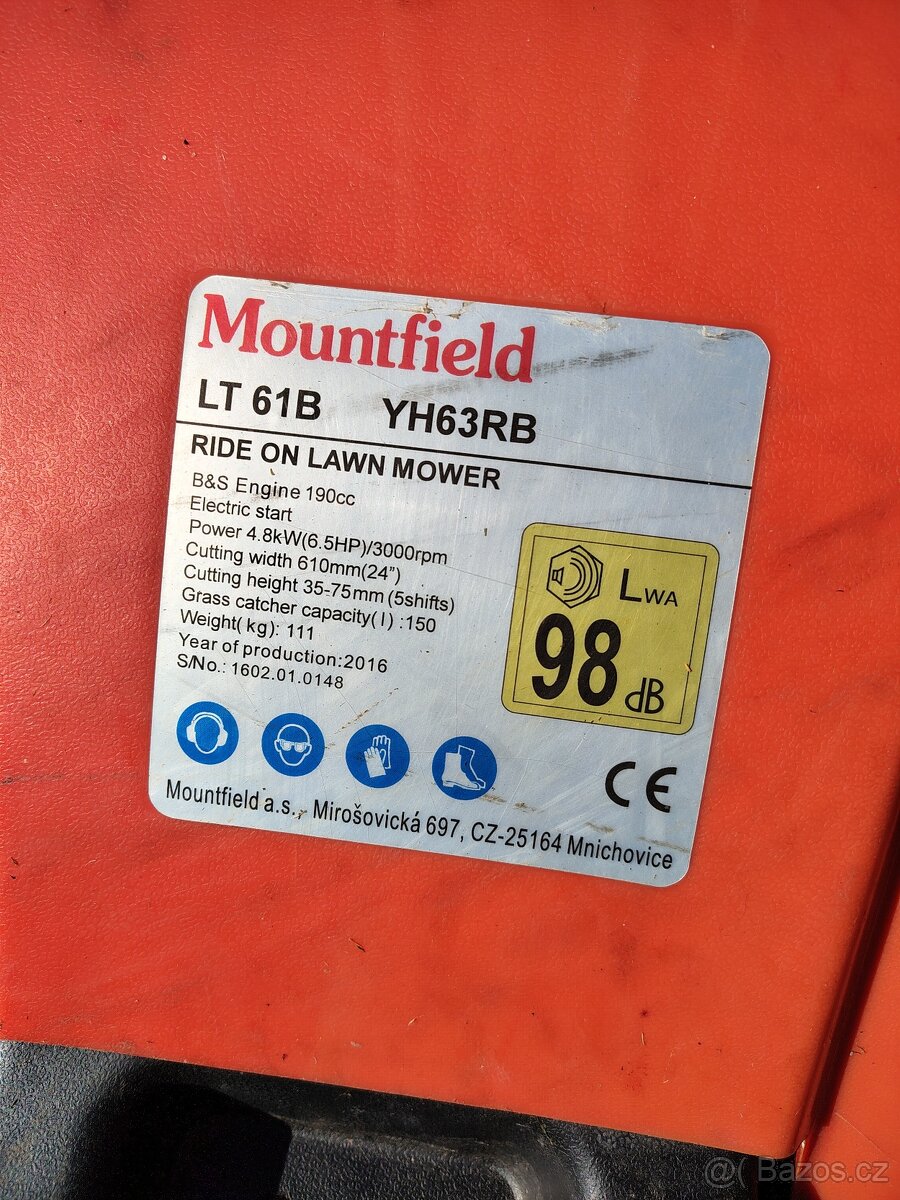 Mountfield
LT 61B YH63RB
RIDE ON LAWN MOWER
B&S Engine 190cc
Electric start
Power 4.8kW(6.5HP)/3000rpm
Cutting width 610mm(24”)
Cutting height 35-75mm (5shifts)
Grass catcher capacity( l ) :150
Weight( kg): 111
Year of production:2016
S/No.: 1602.01.0148
LWA
98 dB
CE
Mountfield a.s., Mirošovická 697, CZ-25164 Mnichovice
@( Bazos.cz